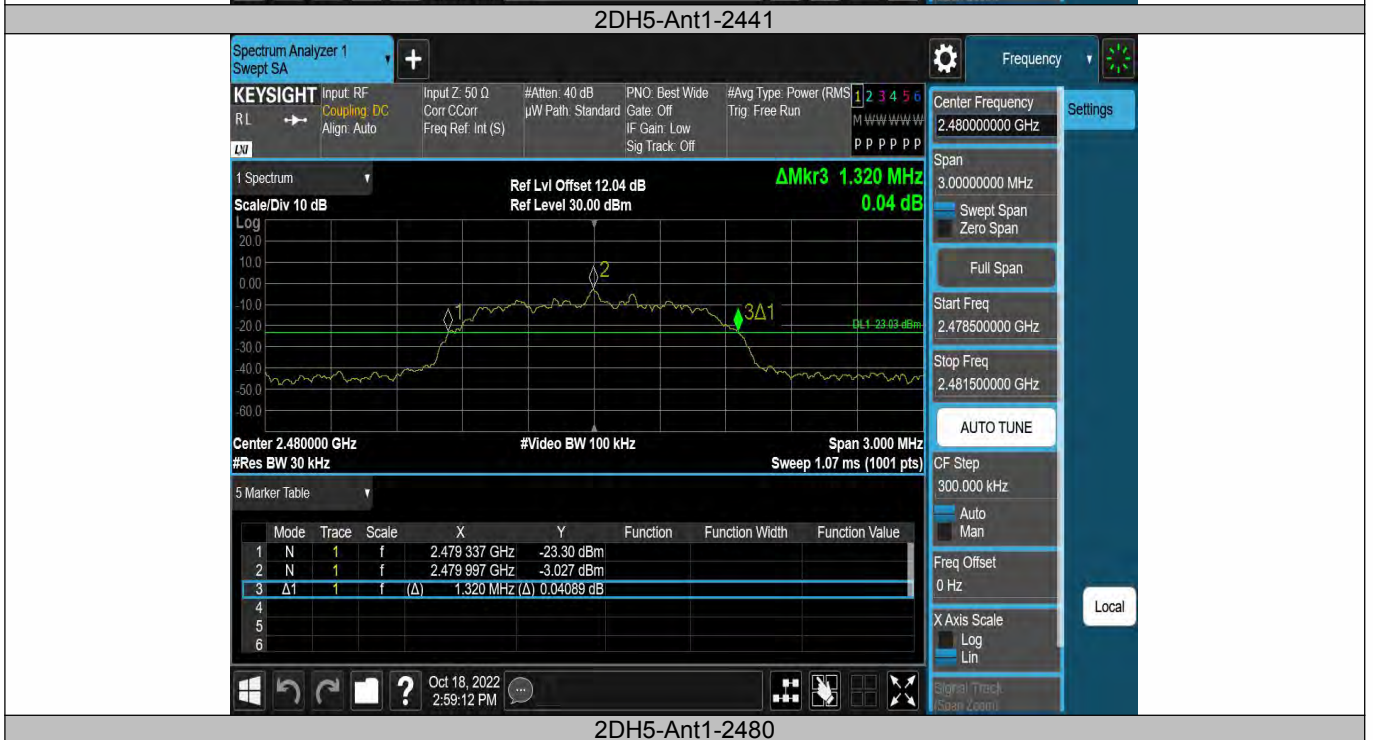 2DH5-Ant1-2441
Spectrum Analyzer 1
Swept SA
+
Frequency
KEYSIGHT
RL
LXI
Input: RF
Coupling: DC
Align: Auto
Input Z: 50 Ω
Corr CCorr
Freq Ref: Int (S)
#Atten: 40 dB
µW Path: Standard
PNO: Best Wide
Gate: Off
IF Gain: Low
Sig Track: Off
#Avg Type: Power (RMS
Trig: Free Run
1 2 3 4 5 6
M W W W W W
P P P P P P
Center Frequency
2.480000000 GHz
Settings
Span
3.00000000 MHz
Swept Span
Zero Span
Full Span
Start Freq
2.478500000 GHz
Stop Freq
2.481500000 GHz
AUTO TUNE
CF Step
300.000 kHz
Auto
Man
Freq Offset
0 Hz
X Axis Scale
Log
Lin
Signal Track
(Span Zoom)
Local
1 Spectrum
Scale/Div 10 dB
Ref Lvl Offset 12.04 dB
Ref Level 30.00 dBm
ΔMkr3 1.320 MHz
0.04 dB
Log
20.0
10.0
0.00
-10.0
-20.0
-30.0
-40.0
-50.0
-60.0
1
2
3Δ1
DL1 -23.03 dBm
Center 2.480000 GHz
#Video BW 100 kHz
Span 3.000 MHz
#Res BW 30 kHz
Sweep 1.07 ms (1001 pts)
5 Marker Table
Mode Trace Scale X Y Function Function Width Function Value
1 N 1 f 2.479 337 GHz -23.30 dBm
2 N 1 f 2.479 997 GHz -3.027 dBm
3 Δ1 1 f (Δ) 1.320 MHz (Δ) 0.04089 dB
4
5
6
?
Oct 18, 2022
2:59:12 PM
2DH5-Ant1-2480